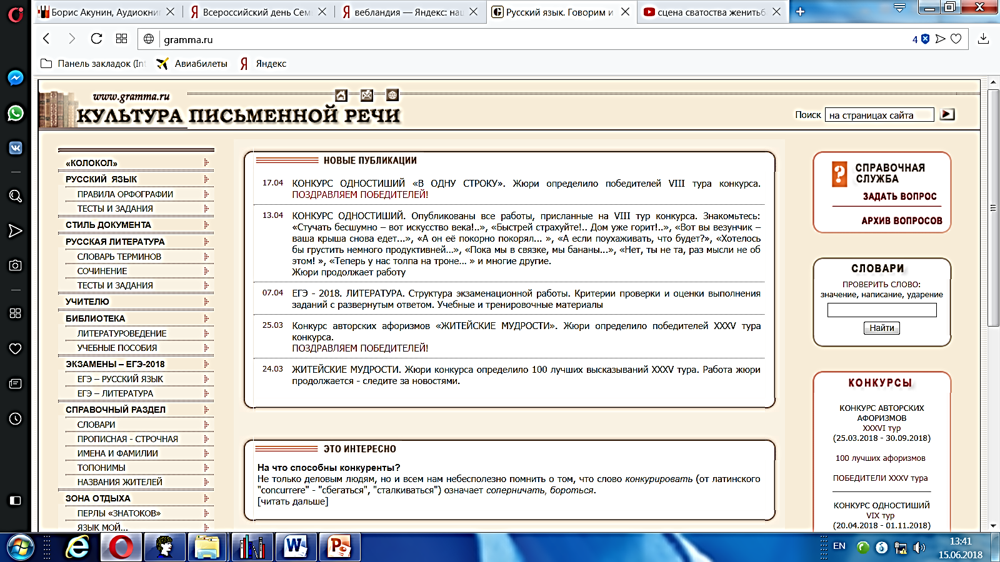 Борис Акунин, Аудиокниг
Всероссийский день Сем
вебландия — Яндекс: наш
Русский язык. Говорим и
сцена сватоства женитьб
gramma.ru
4
Панель закладок (Int
Авиабилеты
Яндекс
www.gramma.ru
КУЛЬТУРА ПИСЬМЕННОЙ РЕЧИ
Поиск
на страницах сайта
«КОЛОКОЛ»
РУССКИЙ ЯЗЫК
ПРАВИЛА ОРФОГРАФИИ
ТЕСТЫ И ЗАДАНИЯ
СТИЛЬ ДОКУМЕНТА
РУССКАЯ ЛИТЕРАТУРА
СЛОВАРЬ ТЕРМИНОВ
СОЧИНЕНИЕ
ТЕСТЫ И ЗАДАНИЯ
УЧИТЕЛЮ
БИБЛИОТЕКА
ЛИТЕРАТУРОВЕДЕНИЕ
УЧЕБНЫЕ ПОСОБИЯ
ЭКЗАМЕНЫ – ЕГЭ-2018
ЕГЭ – РУССКИЙ ЯЗЫК
ЕГЭ – ЛИТЕРАТУРА
СПРАВОЧНЫЙ РАЗДЕЛ
СЛОВАРИ
ПРОПИСНАЯ - СТРОЧНАЯ
ИМЕНА И ФАМИЛИИ
ТОПОНИМЫ
НАЗВАНИЯ ЖИТЕЛЕЙ
ЗОНА ОТДЫХА
ПЕРЛЫ «ЗНАТОКОВ»
ЯЗЫК МОЙ...
НОВЫЕ ПУБЛИКАЦИИ
17.04 КОНКУРС ОДНОСТИШИЙ «В ОДНУ СТРОКУ». Жюри определило победителей VIII тура конкурса.
ПОЗДРАВЛЯЕМ ПОБЕДИТЕЛЕЙ!
13.04 КОНКУРС ОДНОСТИШИЙ. Опубликованы все работы, присланные на VIII тур конкурса. Знакомьтесь:
«Стучать бесшумно – вот искусство века!..», «Быстрей страхуйте!.. Дом уже горит!..», «Вот вы везунчик –
ваша крыша снова едет...», «А он её покорно покорял... », «А если поухаживать, что будет?», «Хотелось
бы грустить немного продуктивней...», «Пока мы в связке, мы бананы...», «Нет, ты не та, раз мысли не об
этом! », «Теперь у нас толпа на троне... » и многие другие.
Жюри продолжает работу
07.04 ЕГЭ - 2018. ЛИТЕРАТУРА. Структура экзаменационной работы. Критерии проверки и оценки выполнения
заданий с развернутым ответом. Учебные и тренировочные материалы
25.03 Конкурс авторских афоризмов «ЖИТЕЙСКИЕ МУДРОСТИ». Жюри определило победителей XXXV тура
конкурса.
ПОЗДРАВЛЯЕМ ПОБЕДИТЕЛЕЙ!
24.03 ЖИТЕЙСКИЕ МУДРОСТИ. Жюри конкурса определило 100 лучших высказываний XXXV тура. Работа жюри
продолжается - следите за новостями.
ЭТО ИНТЕРЕСНО
На что способны конкуренты?
Не только деловым людям, но и всем нам небесполезно помнить о том, что слово конкурировать (от латинского
"concurrere" - "сбегаться", "сталкиваться") означает соперничать, бороться.
[читать дальше]
СПРАВОЧНАЯ
СЛУЖБА
ЗАДАТЬ ВОПРОС
АРХИВ ВОПРОСОВ
СЛОВАРИ
ПРОВЕРИТЬ СЛОВО:
значение, написание, ударение
Найти
КОНКУРСЫ
КОНКУРС АВТОРСКИХ
АФОРИЗМОВ
XXXVI тур
(25.03.2018 - 30.09.2018)
100 лучших афоризмов
ПОБЕДИТЕЛИ XXXV тура
КОНКУРС ОДНОСТИШИЙ
VIX тур
(20.04.2018 - 01.11.2018)
EN
13:41
15.06.2018